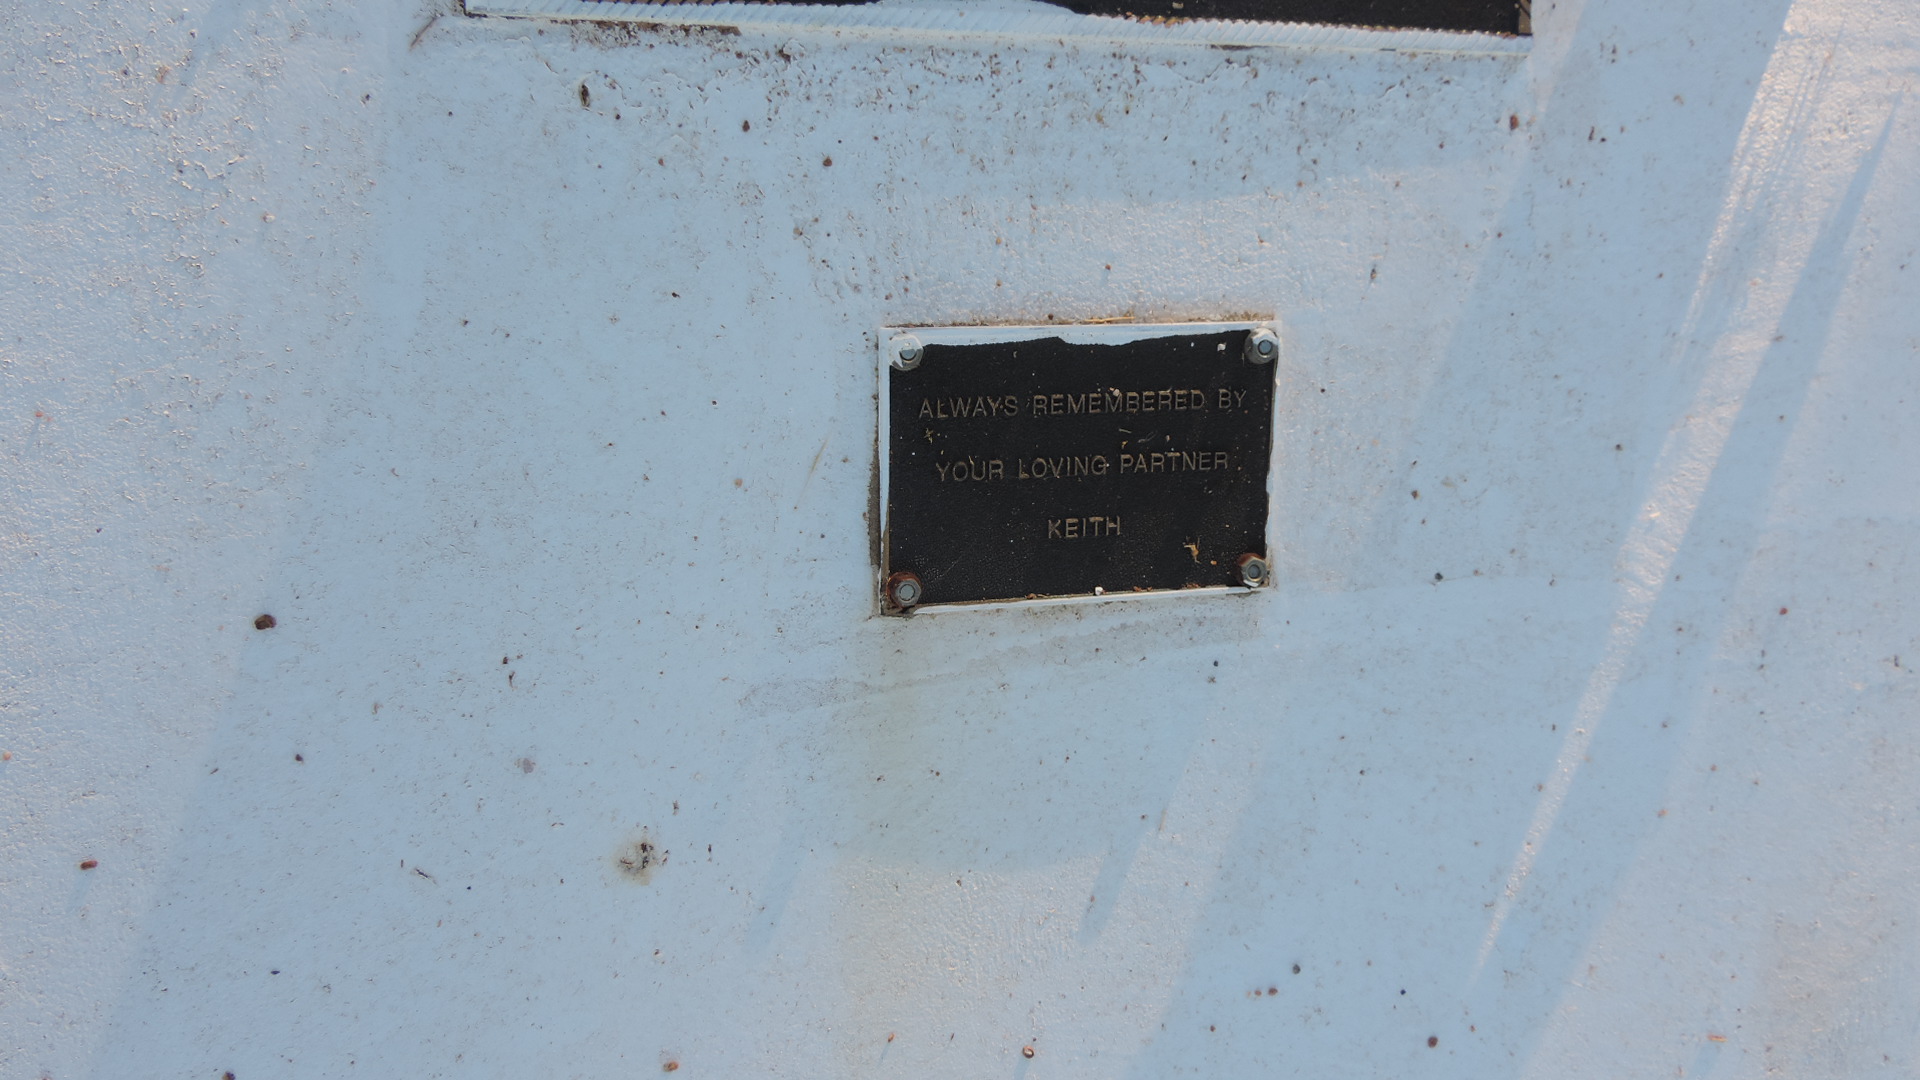 ALWAYS REMEMBERED BY
YOUR LOVING PARTNER
KEITH